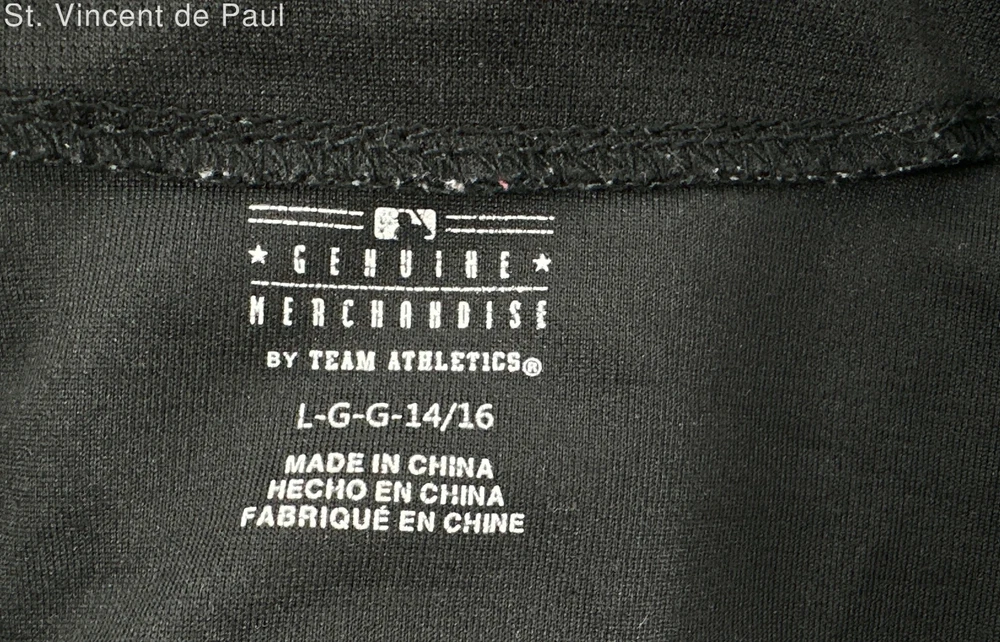 St. Vincent de Paul
GENUINE
MERCHANDISE
BY TEAM ATHLETICS®
L-G-G-14/16
MADE IN CHINA
HECHO EN CHINA
FABRIQUÉ EN CHINE